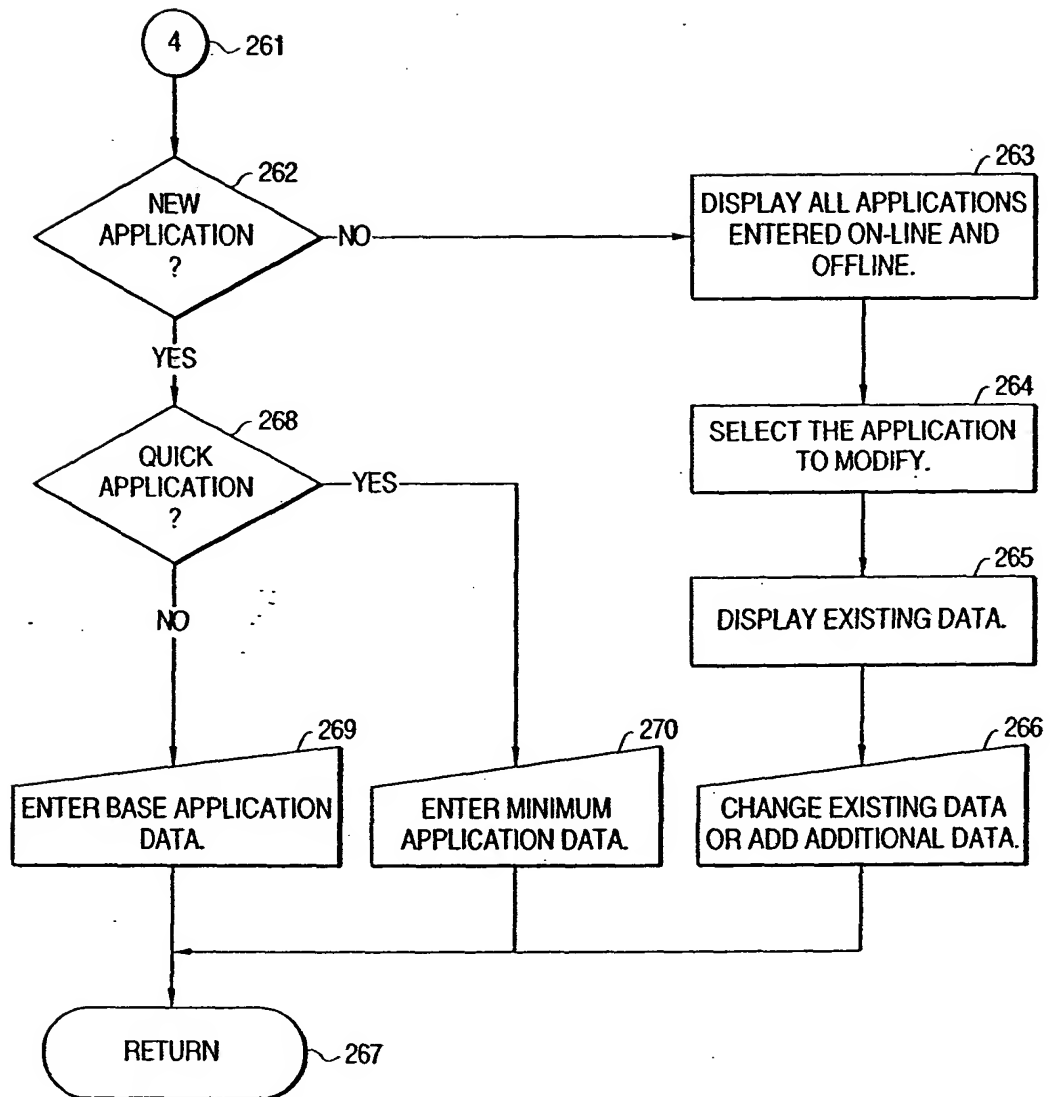 4
261
262
NEW
APPLICATION
?
NO
YES
263
DISPLAY ALL APPLICATIONS
ENTERED ON-LINE AND
OFFLINE.
264
SELECT THE APPLICATION
TO MODIFY.
265
DISPLAY EXISTING DATA.
266
CHANGE EXISTING DATA
OR ADD ADDITIONAL DATA.
268
QUICK
APPLICATION
?
YES
NO
269
ENTER BASE APPLICATION
DATA.
270
ENTER MINIMUM
APPLICATION DATA.
RETURN
267